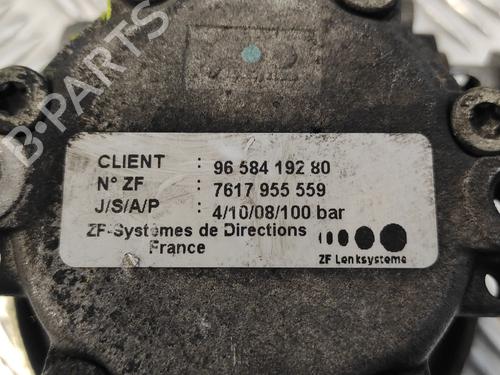 CLIENT : 96 584 192 80
N° ZF : 7617 955 559
J/S/A/P : 4/10/08/100 bar
ZF-Systemes de Directions
France
ZF Lenksysteme
B-Parts